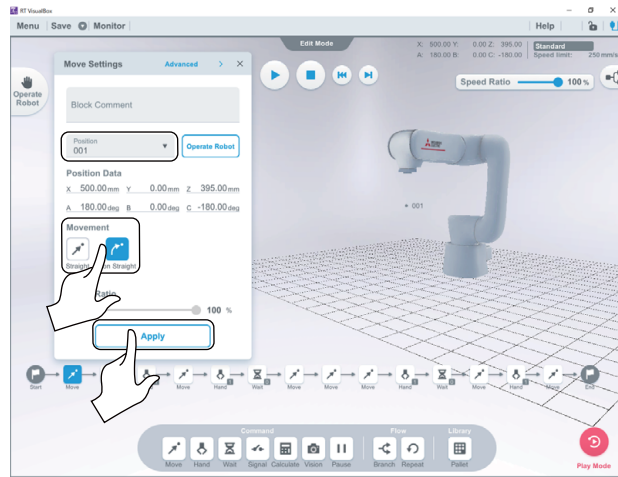 RT VisualBox
Menu Save Monitor Help
Edit Mode
X: 500.00 Y: 0.00 Z: 395.00 Standard
A: 180.00 B: 0.00 C: -180.00 Speed limit: 250 mm/s
Move Settings Advanced > ×
Operate
Robot
Speed Ratio 100 %
Block Comment
Position
001
Operate Robot
Position Data
X 500.00 mm Y 0.00 mm Z 395.00 mm
A 180.00 deg B 0.00 deg C -180.00 deg
001
Movement
Straight on Straight
Ratio
100 %
Apply
Start Move Move Hand Wait Move Move Move Hand Wait Move Hand Move End
Command Flow Library
Move Hand Wait Signal Calculate Vision Pause Branch Repeat Pallet
Play Mode